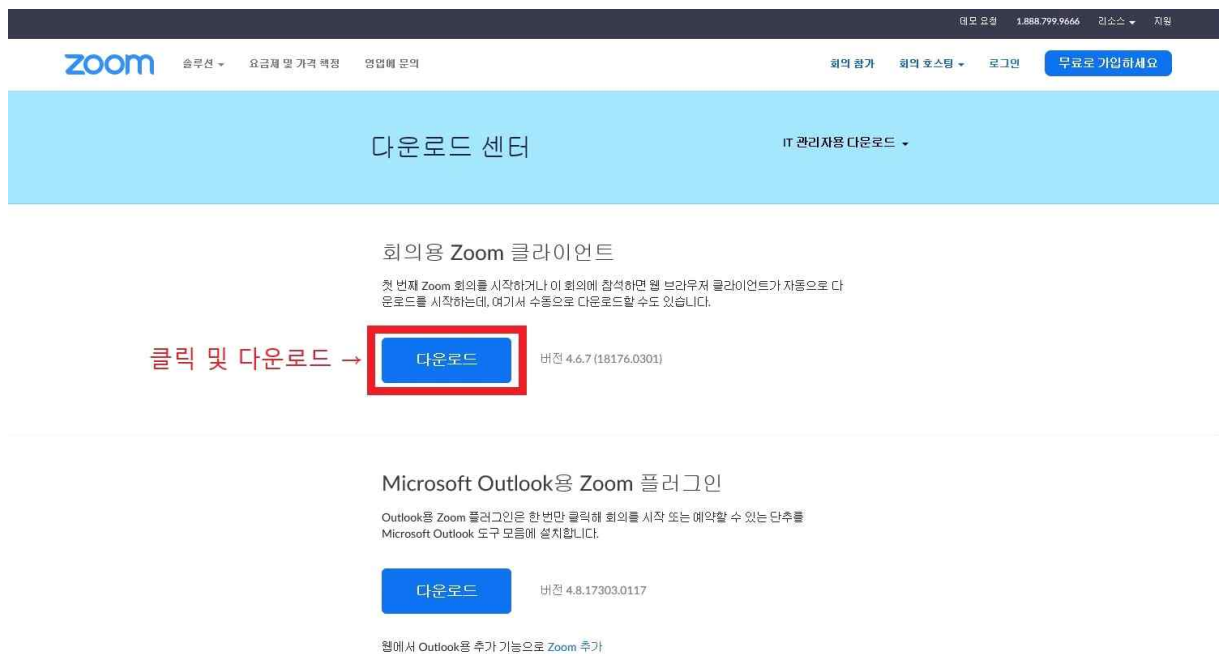 데모 요청 1.888.799.9666 리소스 지원
zoom 솔루션 요금제 및 가격 책정 영업에 문의 회의 참가 회의 호스팅 로그인 무료로 가입하세요
다운로드 센터 IT 관리자용 다운로드
회의용 Zoom 클라이언트
첫 번째 Zoom 회의를 시작하거나 이 회의에 참석하면 웹 브라우저 클라이언트가 자동으로 다
운로드를 시작하는데, 여기서 수동으로 다운로드할 수도 있습니다.
클릭 및 다운로드 → 다운로드 버전 4.6.7 (18176.0301)
Microsoft Outlook용 Zoom 플러그인
Outlook용 Zoom 플러그인은 한 번만 클릭해 회의를 시작 또는 예약할 수 있는 단추를
Microsoft Outlook 도구 모음에 설치합니다.
다운로드 버전 4.8.17303.0117
웹에서 Outlook용 추가 기능으로 Zoom 추가